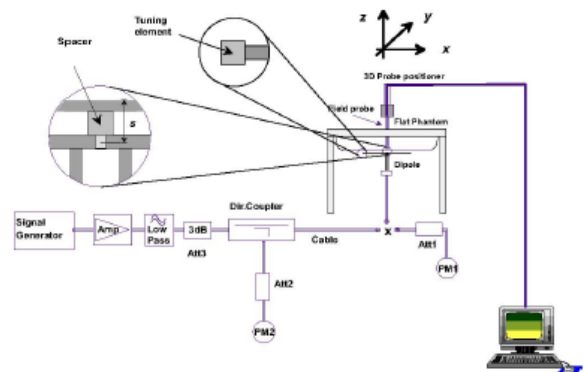 Tuning
element
Spacer
s
z
y
x
3D Probe positioner
Field probe
Flat Phantom
Dipole
Signal
Generator
Amp
Low
Pass
3dB
Att3
Dir.Coupler
Cable
x
Att1
PM1
Att2
PM2